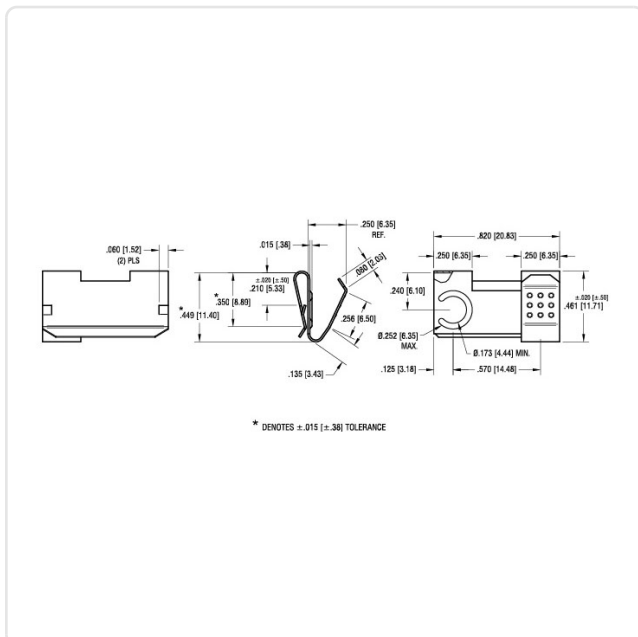 .060 [1.52]
(2) PLS
* .449 [11.40]
* .350 [8.89]
±.020 [±.50]
.210 [5.33]
.015 [.38]
.250 [6.35]
REF.
.080 [2.03]
.256 [6.50]
.135 [3.43]
.820 [20.83]
.250 [6.35]
.250 [6.35]
.240 [6.10]
±.020 [±.50]
.461 [11.71]
Ø.252 [6.35]
MAX.
Ø.173 [4.44] MIN.
.125 [3.18]
.570 [14.48]
* DENOTES ±.015 [±.38] TOLERANCE